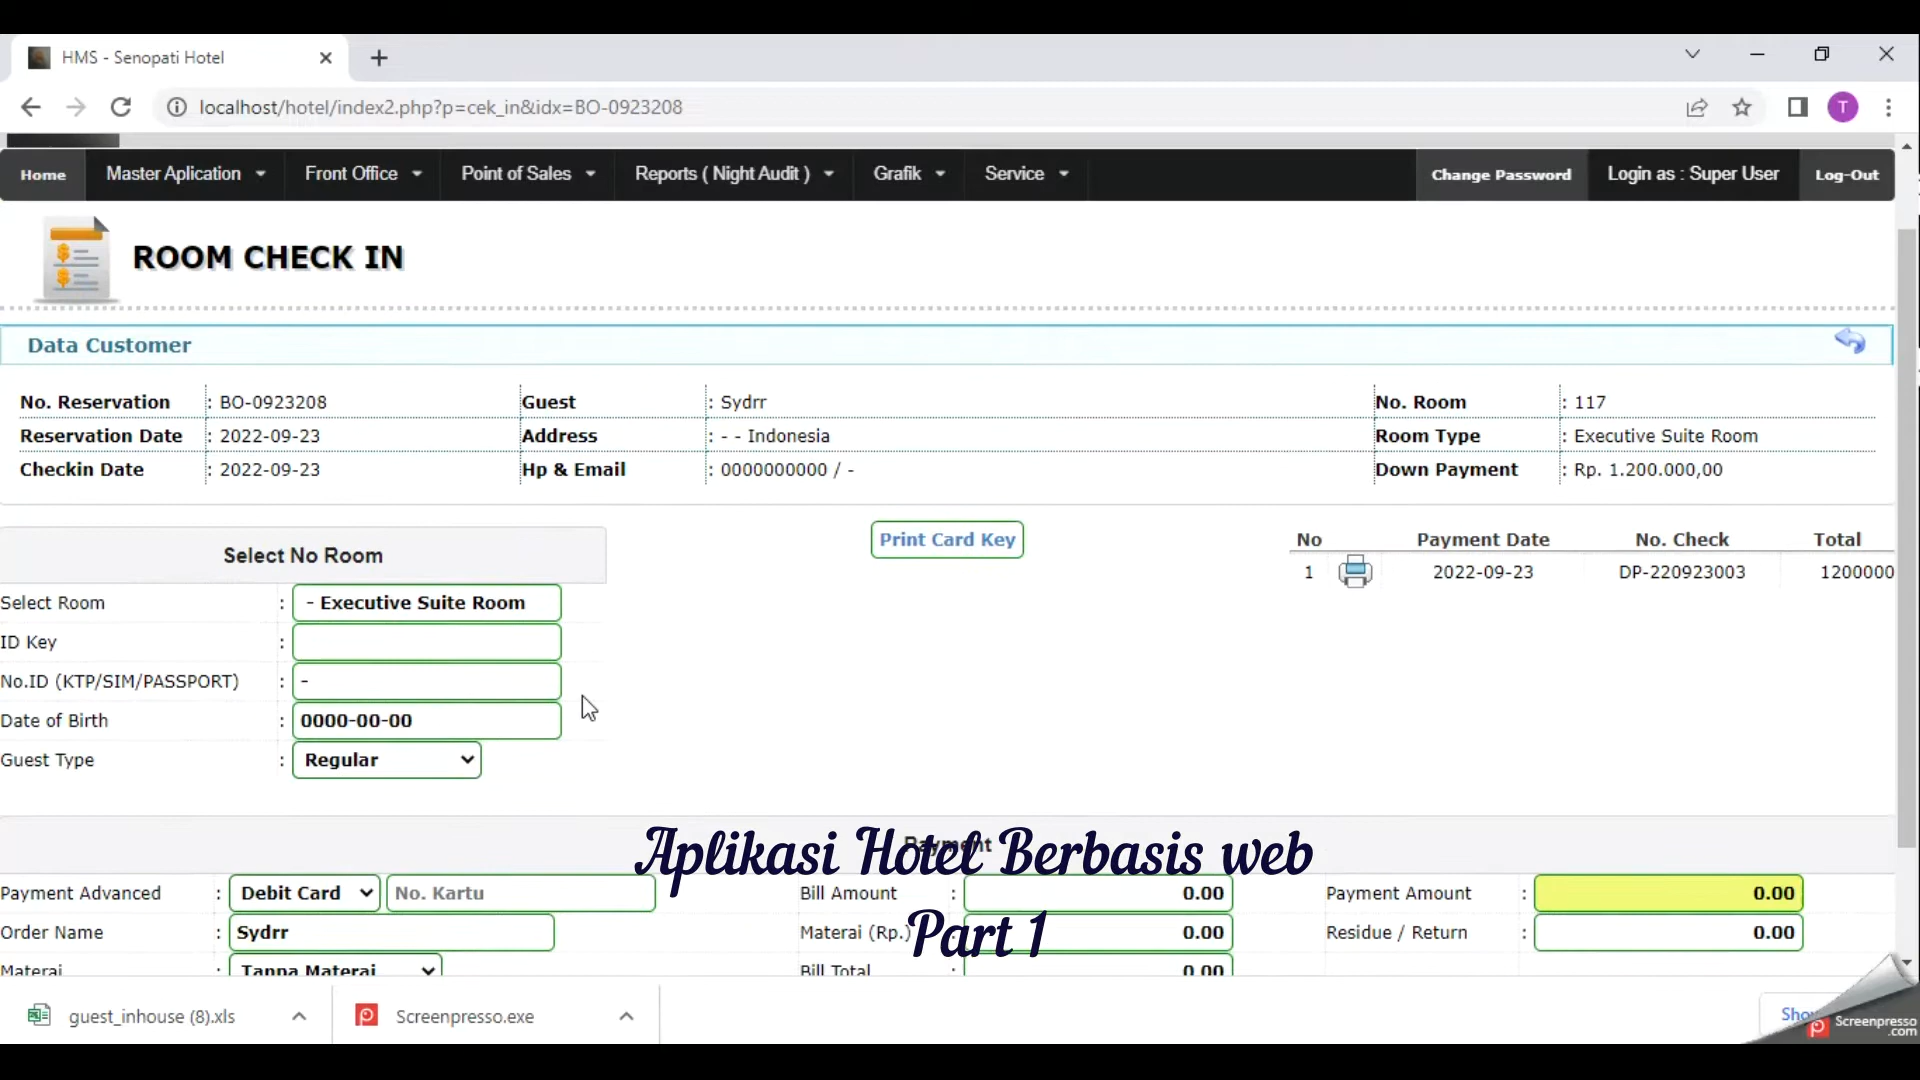 HMS - Senopati Hotel
localhost/hotel/index2.php?p=cek_in&idx=BO-0923208
T
Home Master Aplication Front Office Point of Sales Reports ( Night Audit ) Grafik Service Change Password Login as : Super User Log-Out
ROOM CHECK IN
Data Customer
No. Reservation : BO-0923208 Guest : Sydrr No. Room : 117
Reservation Date : 2022-09-23 Address : - - Indonesia Room Type : Executive Suite Room
Checkin Date : 2022-09-23 Hp & Email : 0000000000 / - Down Payment : Rp. 1.200.000,00
Select No Room Print Card Key No Payment Date No. Check Total
1 2022-09-23 DP-220923003 1200000
Select Room : - Executive Suite Room
ID Key :
No.ID (KTP/SIM/PASSPORT) : -
Date of Birth : 0000-00-00
Guest Type : Regular
Payment
Aplikasi Hotel Berbasis web
Payment Advanced : Debit Card No. Kartu Bill Amount : 0.00 Payment Amount : 0.00
Order Name : Sydrr Materai (Rp.) 0.00 Residue / Return : 0.00
Part 1
Materai : Tanpa Materai Bill Total : 0.00
guest_inhouse (8).xls Screenpresso.exe
Screenpresso
.com